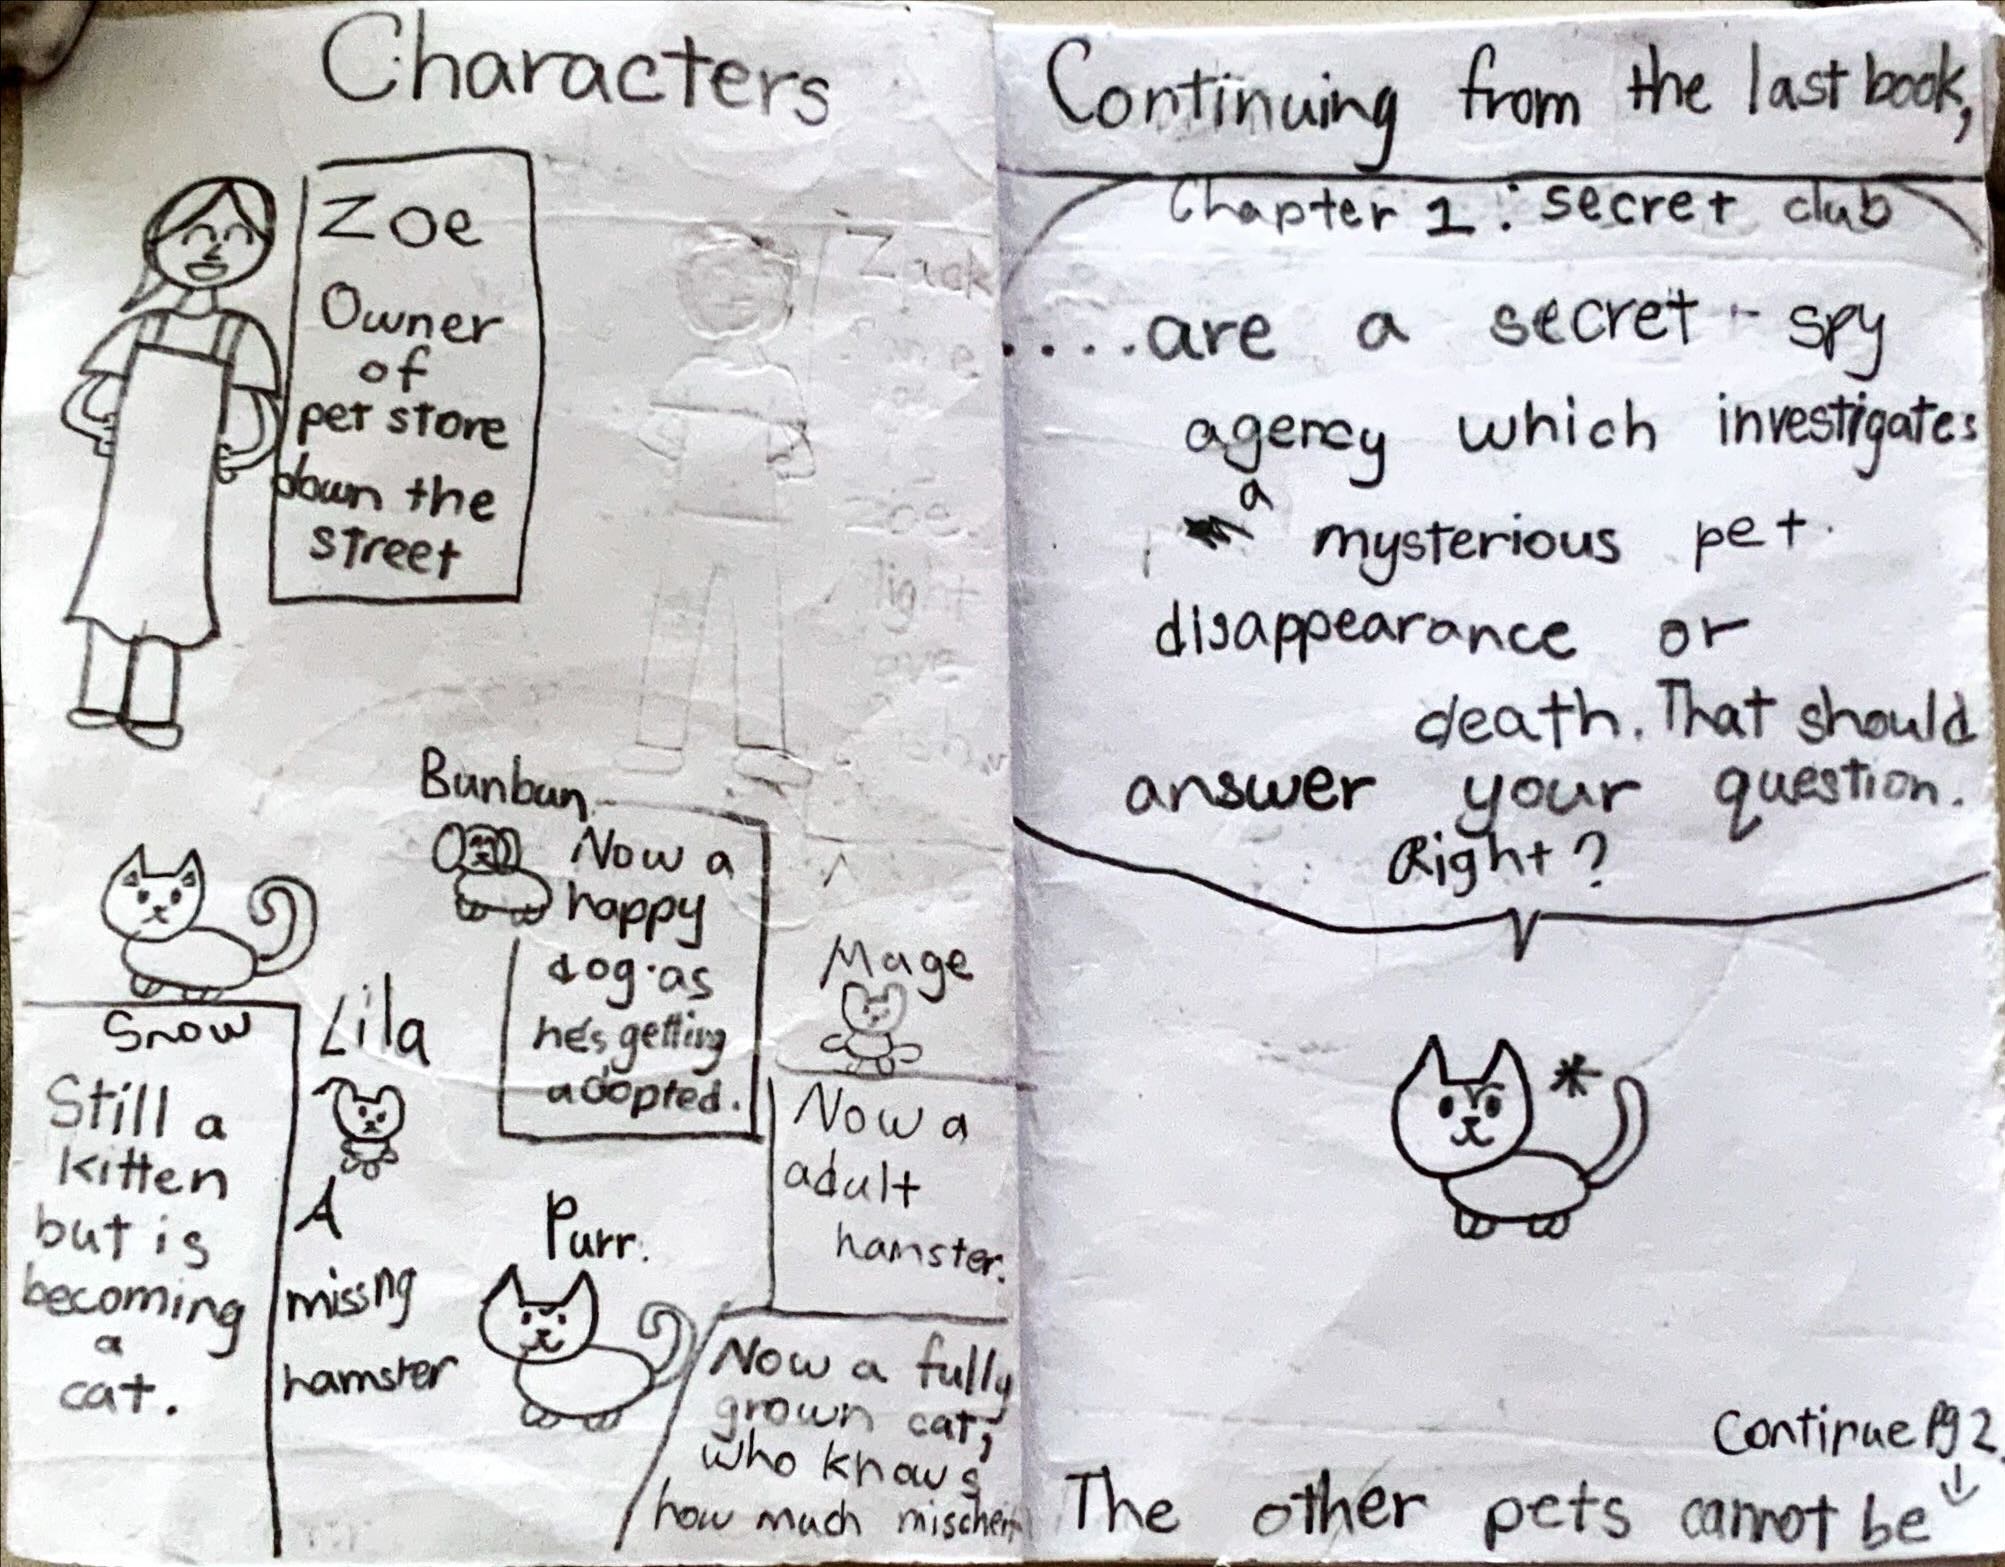 Characters
Zoe
Owner
of
pet store
down the
street
Zack
Bunbun
Now a
happy
dog as
he's getting
adopted.
Snow
Still a
kitten
but is
becoming
a
cat.
Lila
A
missng
hamster
Mage
Now a
adult
hamster.
Purr.
Now a fully
grown cat,
who knows
how much
Continuing from the last book,
Chapter 1: secret club
....are a secret - spy
agency which investigates
a mysterious pet
disappearance or
death. That should
answer your question.
Right?
*
Continue Pg 2.
The other pets cannot be